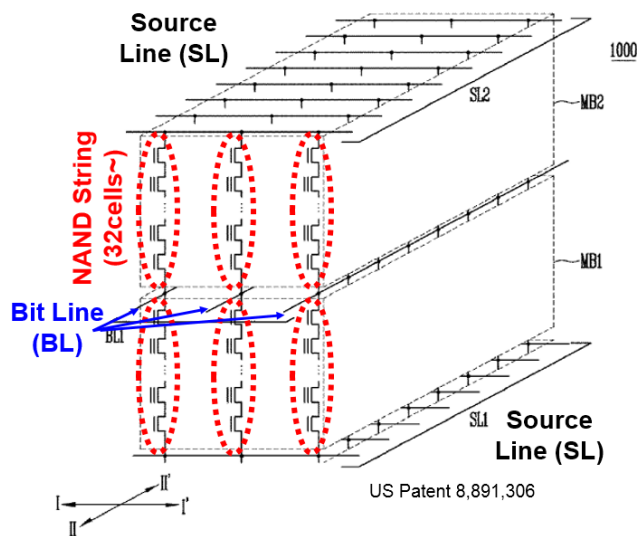 Source
Line (SL)
1000
SL2
MB2
NAND String
(32cells~)
MB1
Bit Line
(BL)
BL1
SL1
Source
Line (SL)
US Patent 8,891,306
II'
I
I'
II